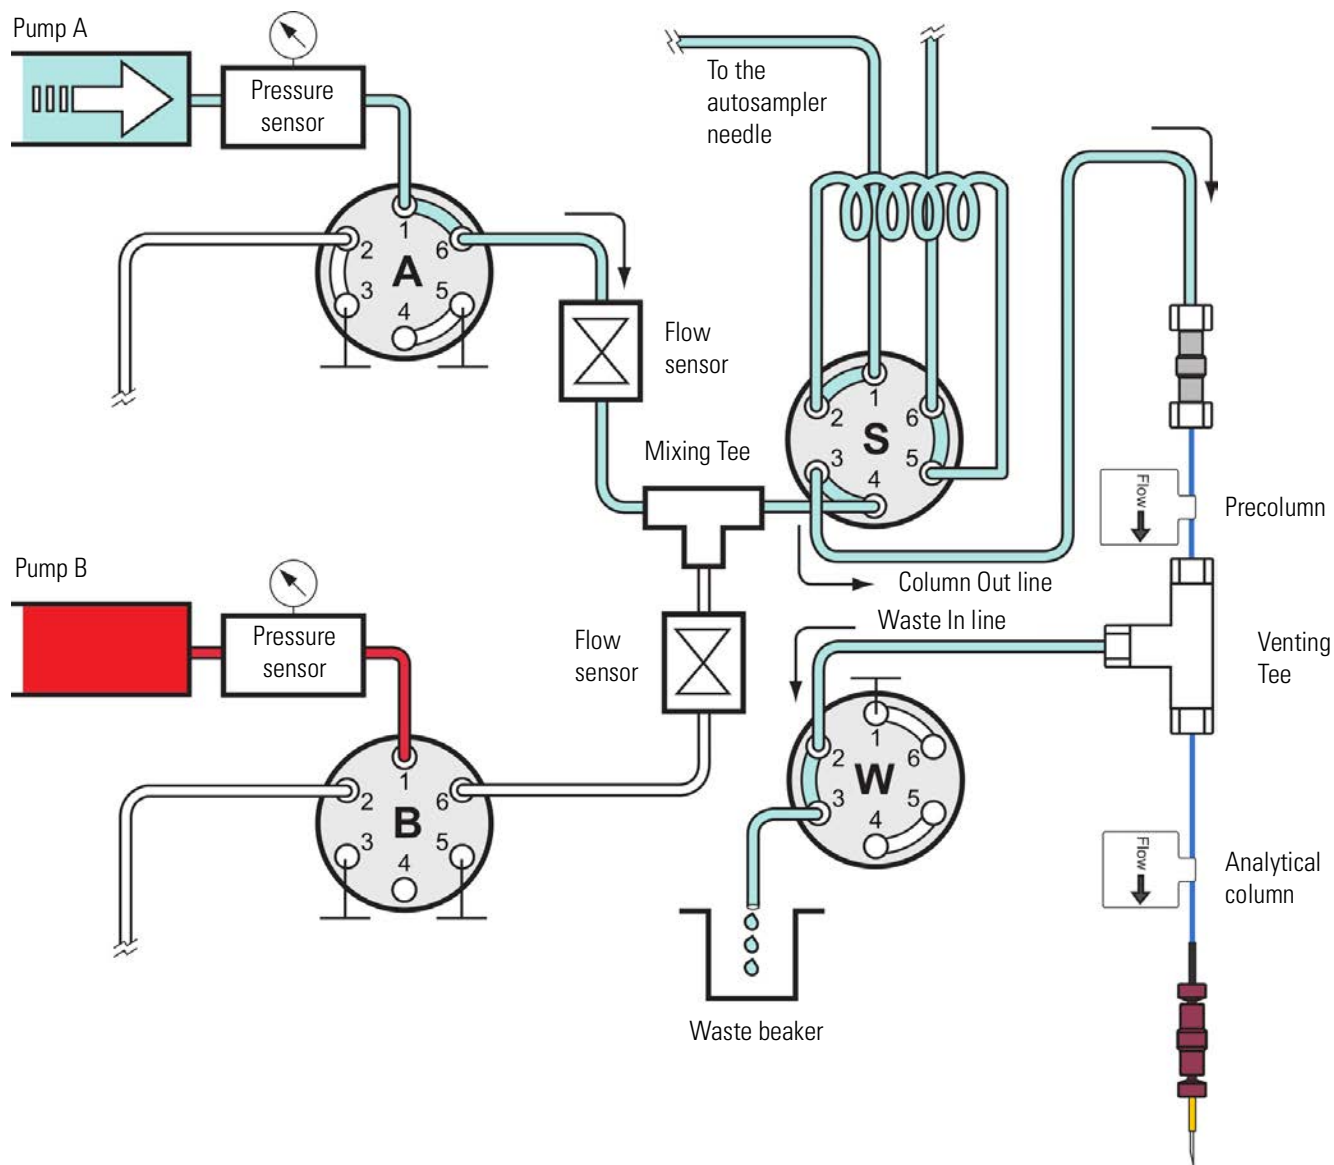 Pump A
Pressure
sensor
To the
autosampler
needle
1
2
6
A
3
5
4
Flow
sensor
1
2
6
S
3
5
4
Mixing Tee
Flow
Precolumn
Pump B
Pressure
sensor
Column Out line
Waste In line
Flow
sensor
Venting
Tee
1
2
6
W
3
5
4
1
2
6
B
3
5
4
Flow
Analytical
column
Waste beaker